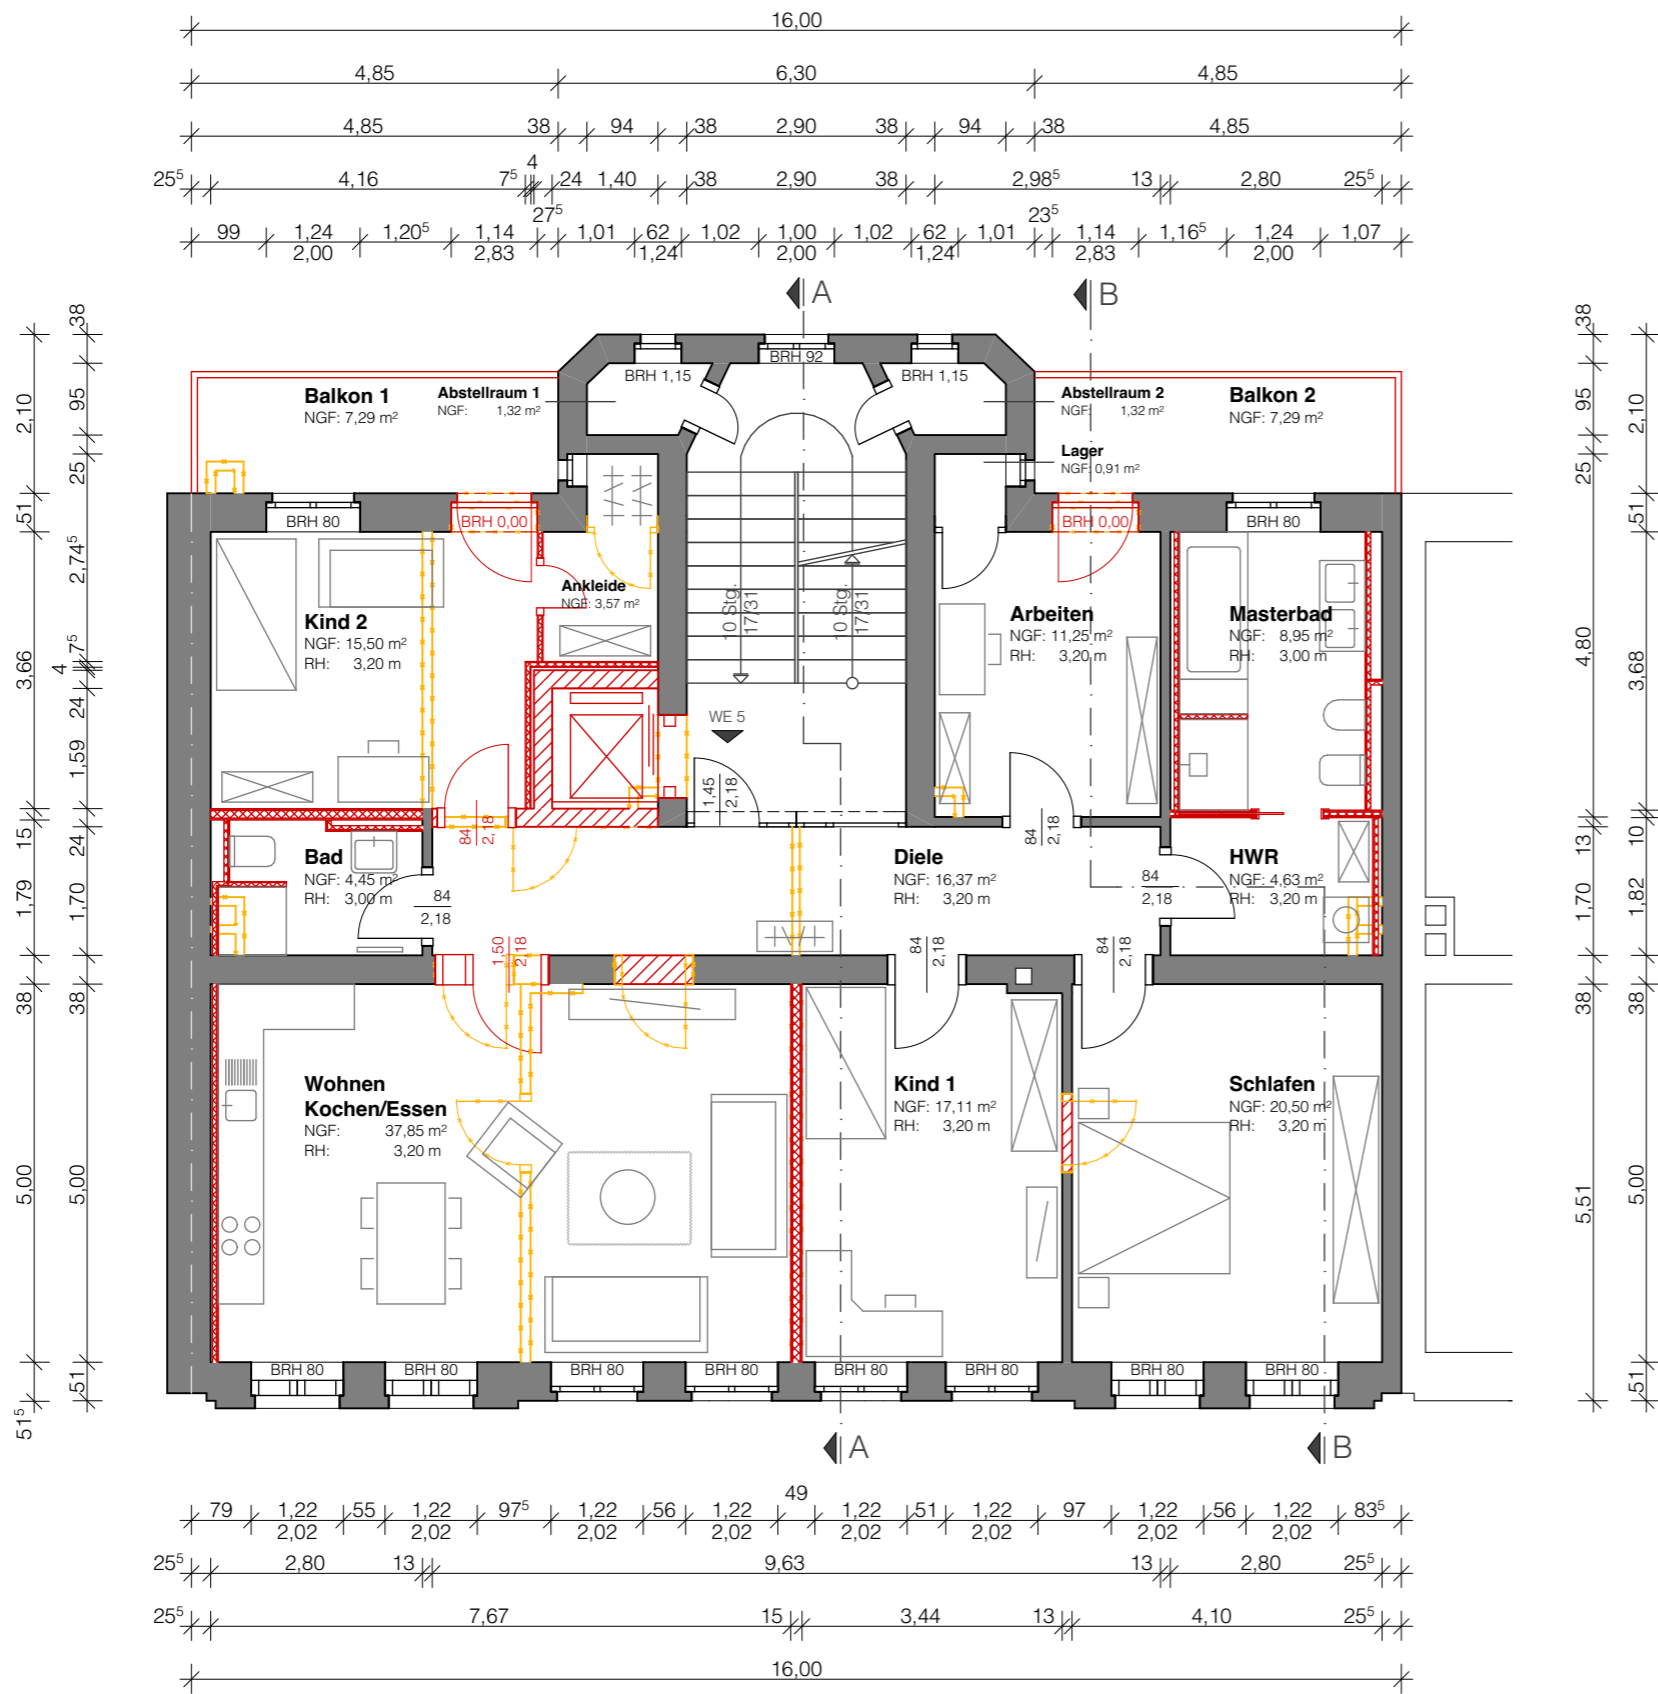 16,00
4,85 6,30 4,85
4,85 38 94 38 2,90 38 94 38 4,85
4
25⁵ 4,16 7⁵ 24 1,40 38 2,90 38 2,98⁵ 13 2,80 25⁵
27⁵ 23⁵
99 1,24 1,20⁵ 1,14 1,01 62 1,02 1,00 1,02 62 1,01 1,14 1,16⁵ 1,24 1,07
2,00 2,83 1,24 2,00 1,24 2,83 2,00
A B
38 38
BRH 92
BRH 1,15 BRH 1,15
2,10 95 95 2,10
Balkon 1
NGF: 7,29 m²
Abstellraum 1
NGF: 1,32 m²
Abstellraum 2
NGF: 1,32 m²
Balkon 2
NGF: 7,29 m²
Lager
NGF: 0,91 m²
25 25
51 51
BRH 80 BRH 0,00 BRH 0,00 BRH 80
2,74⁵
3,66
7⁵
4
24
1,59
4,80
3,68
Ankleide
NGF: 3,57 m²
Kind 2
NGF: 15,50 m²
RH: 3,20 m
10 Stg.
17/31
10 Stg.
17/31
Arbeiten
NGF: 11,25 m²
RH: 3,20 m
Masterbad
NGF: 8,95 m²
RH: 3,00 m
WE 5
1,45
2,18
84
2,18
84
2,18
15 24 13 10
Bad
NGF: 4,45 m²
RH: 3,00 m
84
2,18
Diele
NGF: 16,37 m²
RH: 3,20 m
84
2,18
HWR
NGF: 4,63 m²
RH: 3,20 m
1,79 1,70 1,70 1,82
1,50
2,18
84
2,18
84
2,18
38 38 38 38
Wohnen
Kochen/Essen
NGF: 37,85 m²
RH: 3,20 m
Kind 1
NGF: 17,11 m²
RH: 3,20 m
Schlafen
NGF: 20,50 m²
RH: 3,20 m
5,00 5,00 5,51 5,00
BRH 80 BRH 80 BRH 80 BRH 80 BRH 80 BRH 80 BRH 80 BRH 80
51⁵ 51 51
A B
49
79 1,22 55 1,22 97⁵ 1,22 56 1,22 1,22 51 1,22 97 1,22 56 1,22 83⁵
2,02 2,02 2,02 2,02 2,02 2,02 2,02 2,02
25⁵ 2,80 13 9,63 13 2,80 25⁵
25⁵ 7,67 15 3,44 13 4,10 25⁵
16,00